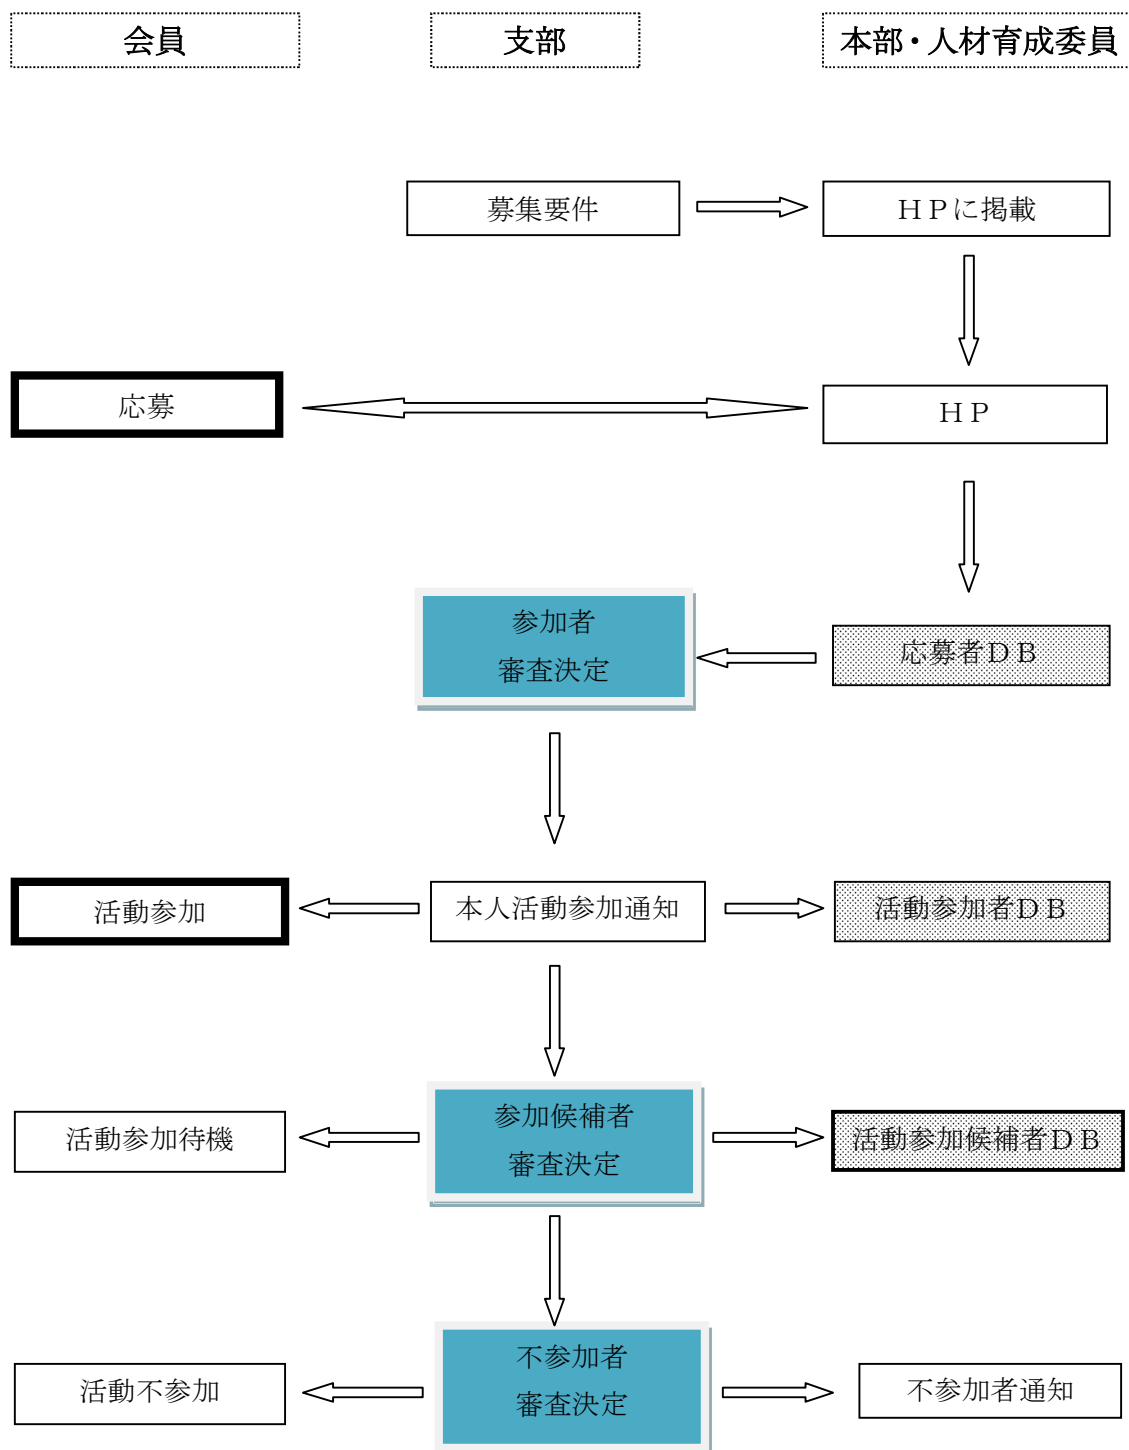 会員
支部
本部・人材育成委員
募集要件
ＨＰに掲載
応募
ＨＰ
参加者
審査決定
応募者ＤＢ
活動参加
本人活動参加通知
活動参加者ＤＢ
活動参加待機
参加候補者
審査決定
活動参加候補者ＤＢ
活動不参加
不参加者
審査決定
不参加者通知